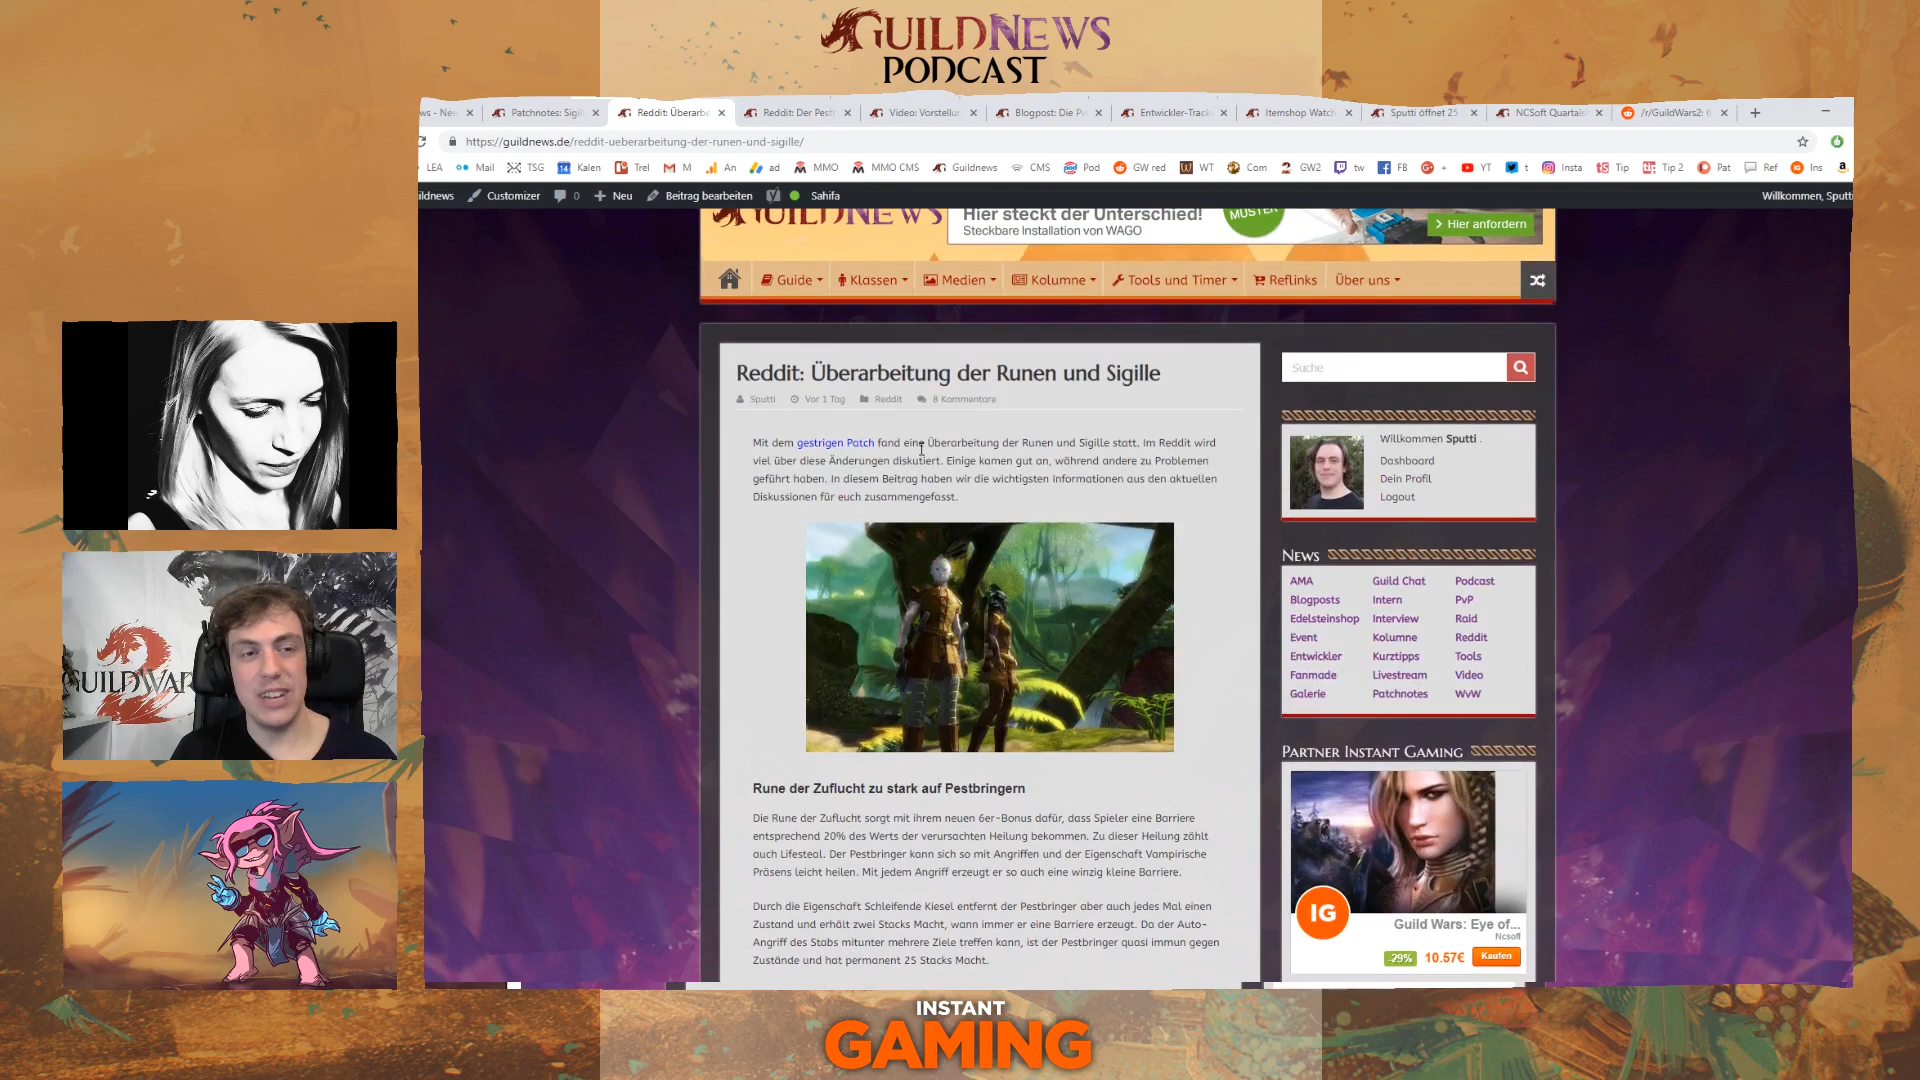 GUILDNEWS
PODCAST
ws - New
Patchnotes: Sigil
Reddit: Überarbe
Reddit: Der Pest
Video: Vorstellun
Blogpost: Die Pv
Entwickler-Track
Itemshop Watch
Sputti öffnet 25
NCSoft Quartals
/r/GuildWars2: 6
https://guildnews.de/reddit-ueberarbeitung-der-runen-und-sigille/
LEA Mail TSG Kalen Trel M An ad MMO MMO CMS Guildnews CMS Pod GW red WT Com GW2 tw FB + YT t Insta Tip Tip 2 Pat Ref Ins
ildnews Customizer 0 Neu Beitrag bearbeiten Sahifa Willkommen, Sputti
GUILDNEWS
Hier steckt der Unterschied!
Steckbare Installation von WAGO
MUSTER
> Hier anfordern
Guide Klassen Medien Kolumne Tools und Timer Reflinks Über uns
Reddit: Überarbeitung der Runen und Sigille
Sputti Vor 1 Tag Reddit 8 Kommentare
Mit dem gestrigen Patch fand eine Überarbeitung der Runen und Sigille statt. Im Reddit wird
viel über diese Änderungen diskutiert. Einige kamen gut an, während andere zu Problemen
geführt haben. In diesem Beitrag haben wir die wichtigsten Informationen aus den aktuellen
Diskussionen für euch zusammengefasst.
Rune der Zuflucht zu stark auf Pestbringern
Die Rune der Zuflucht sorgt mit ihrem neuen 6er-Bonus dafür, dass Spieler eine Barriere
entsprechend 20% des Werts der verursachten Heilung bekommen. Zu dieser Heilung zählt
auch Lifesteal. Der Pestbringer kann sich so mit Angriffen und der Eigenschaft Vampirische
Präsens leicht heilen. Mit jedem Angriff erzeugt er so auch eine winzig kleine Barriere.
Durch die Eigenschaft Schleifende Kiesel entfernt der Pestbringer aber auch jedes Mal einen
Zustand und erhält zwei Stacks Macht, wann immer er eine Barriere erzeugt. Da der Auto-
Angriff des Stabs mitunter mehrere Ziele treffen kann, ist der Pestbringer quasi immun gegen
Zustände und hat permanent 25 Stacks Macht.
Suche
Willkommen Sputti .
Dashboard
Dein Profil
Logout
News
AMA Guild Chat Podcast
Blogposts Intern PvP
Edelsteinshop Interview Raid
Event Kolumne Reddit
Entwickler Kurztipps Tools
Fanmade Livestream Video
Galerie Patchnotes WvW
Partner Instant Gaming
IG
Guild Wars: Eye of...
Ncsoft
-29% 10.57€ Kaufen
GUILDWAR
2
INSTANT
GAMING